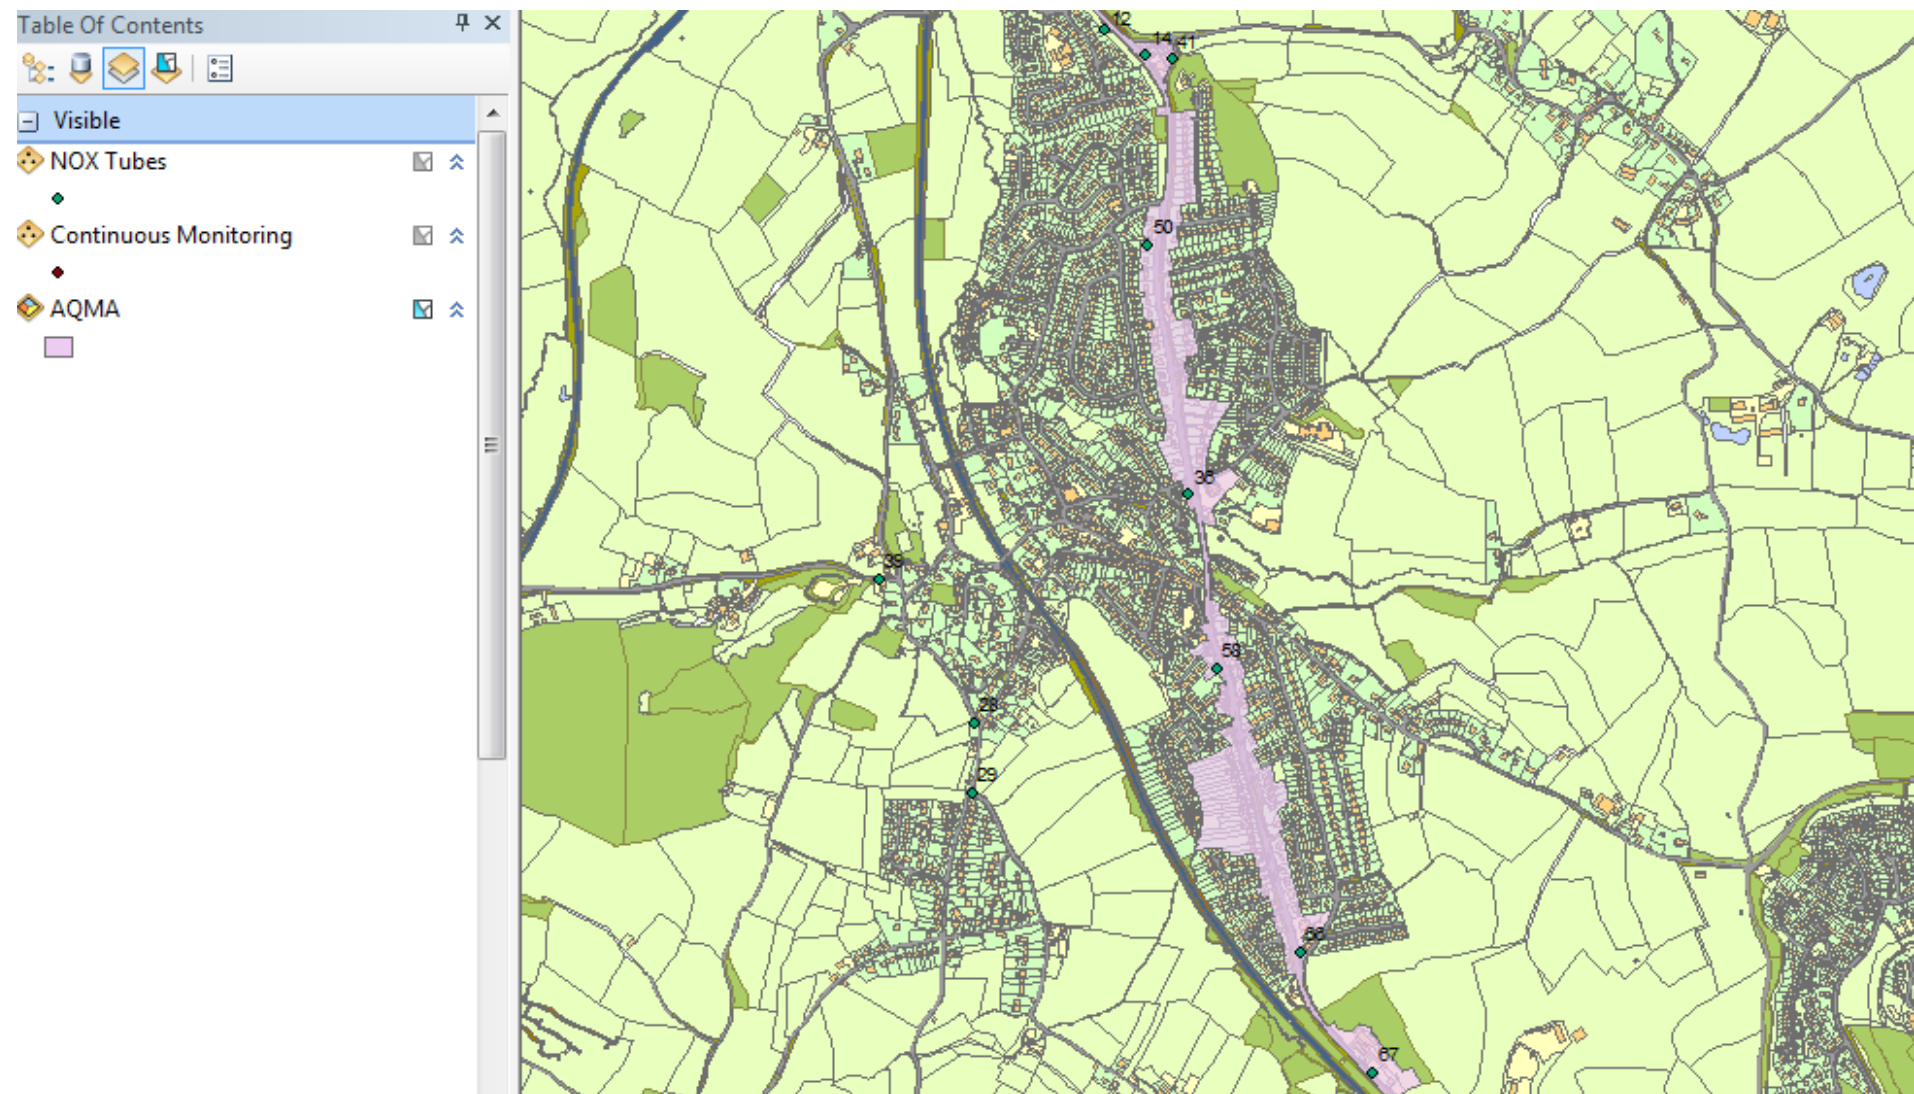 Table Of Contents
Visible
NOX Tubes
Continuous Monitoring
AQMA
12
14
41
50
36
39
58
28
29
66
67